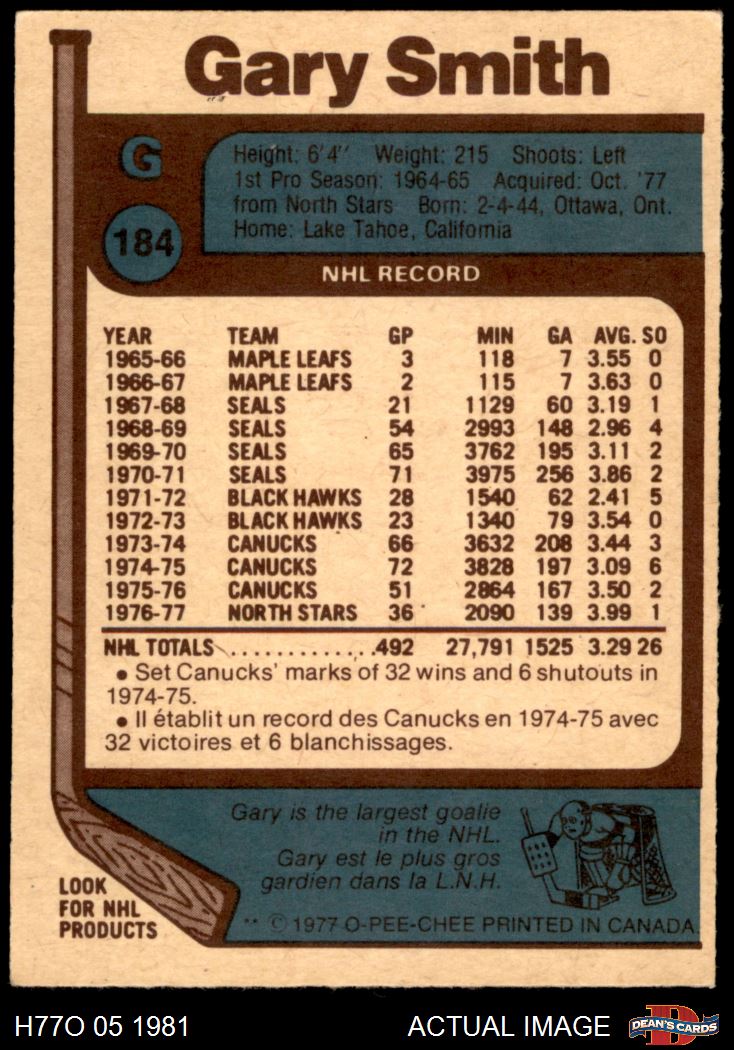 Gary Smith
G
184
Height: 6'4" Weight: 215 Shoots: Left
1st Pro Season: 1964-65 Acquired: Oct. '77
from North Stars Born: 2-4-44, Ottawa, Ont.
Home: Lake Tahoe, California
NHL RECORD
YEAR TEAM GP MIN GA AVG. SO
1965-66 MAPLE LEAFS 3 118 7 3.55 0
1966-67 MAPLE LEAFS 2 115 7 3.63 0
1967-68 SEALS 21 1129 60 3.19 1
1968-69 SEALS 54 2993 148 2.96 4
1969-70 SEALS 65 3762 195 3.11 2
1970-71 SEALS 71 3975 256 3.86 2
1971-72 BLACK HAWKS 28 1540 62 2.41 5
1972-73 BLACK HAWKS 23 1340 79 3.54 0
1973-74 CANUCKS 66 3632 208 3.44 3
1974-75 CANUCKS 72 3828 197 3.09 6
1975-76 CANUCKS 51 2864 167 3.50 2
1976-77 NORTH STARS 36 2090 139 3.99 1
NHL TOTALS .............492 27,791 1525 3.29 26
• Set Canucks' marks of 32 wins and 6 shutouts in
1974-75.
• Il établit un record des Canucks en 1974-75 avec
32 victoires et 6 blanchissages.
Gary is the largest goalie
in the NHL.
Gary est le plus gros
gardien dans la L.N.H.
LOOK
FOR NHL
PRODUCTS
** © 1977 O-PEE-CHEE PRINTED IN CANADA.
H77O 05 1981 ACTUAL IMAGE
D
DEAN'S CARDS